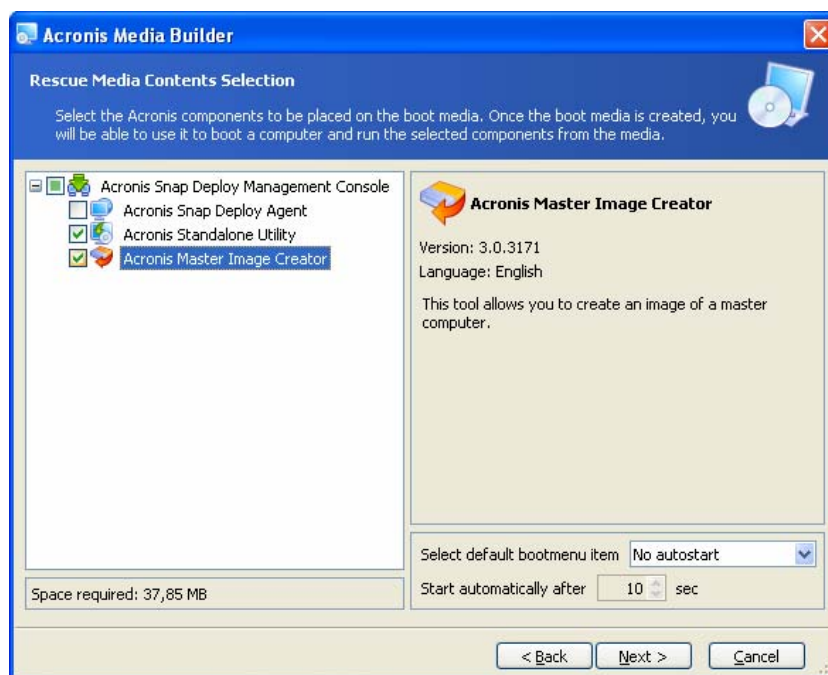 Acronis Media Builder
Rescue Media Contents Selection
Select the Acronis components to be placed on the boot media. Once the boot media is created, you
will be able to use it to boot a computer and run the selected components from the media.
Acronis Snap Deploy Management Console
Acronis Snap Deploy Agent
Acronis Standalone Utility
Acronis Master Image Creator
Space required: 37,85 MB
Acronis Master Image Creator
Version: 3.0.3171
Language: English
This tool allows you to create an image of a master
computer.
Select default bootmenu item No autostart
Start automatically after 10 sec
< Back Next > Cancel